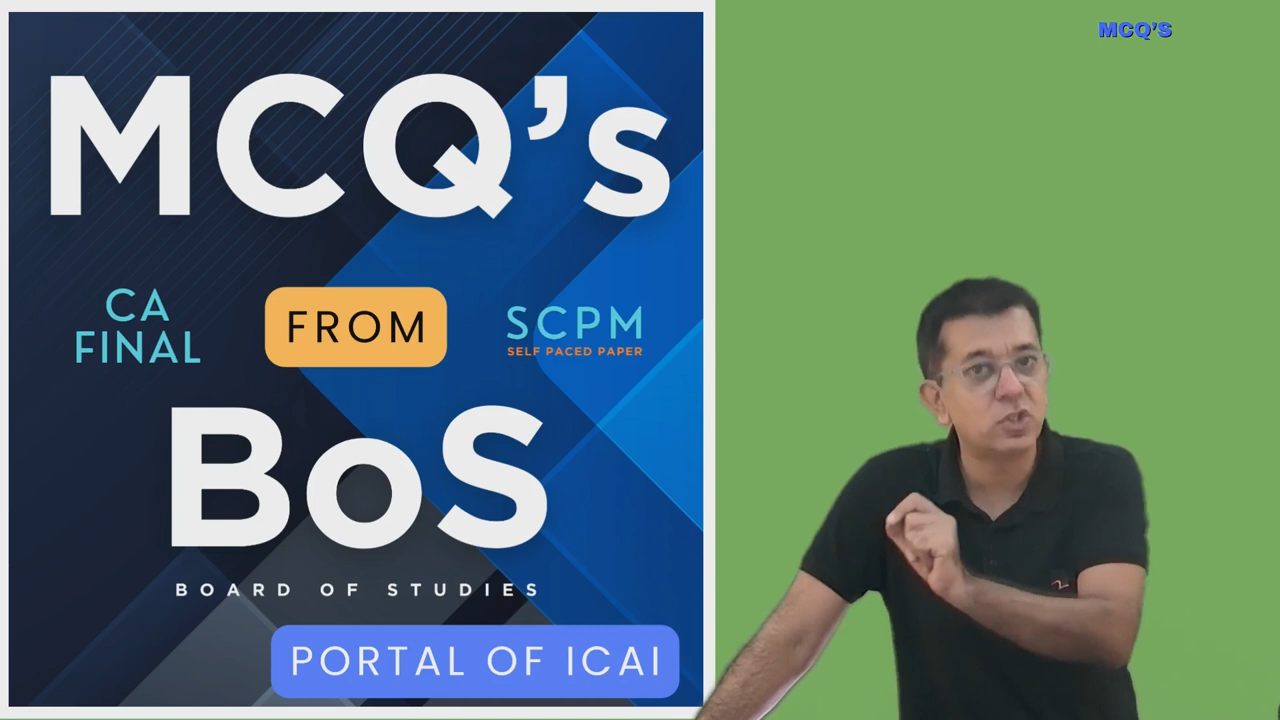 MCQ's
CA
FINAL
FROM
SCPM
SELF PACED PAPER
BoS
BOARD OF STUDIES
PORTAL OF ICAI
MCQ'S